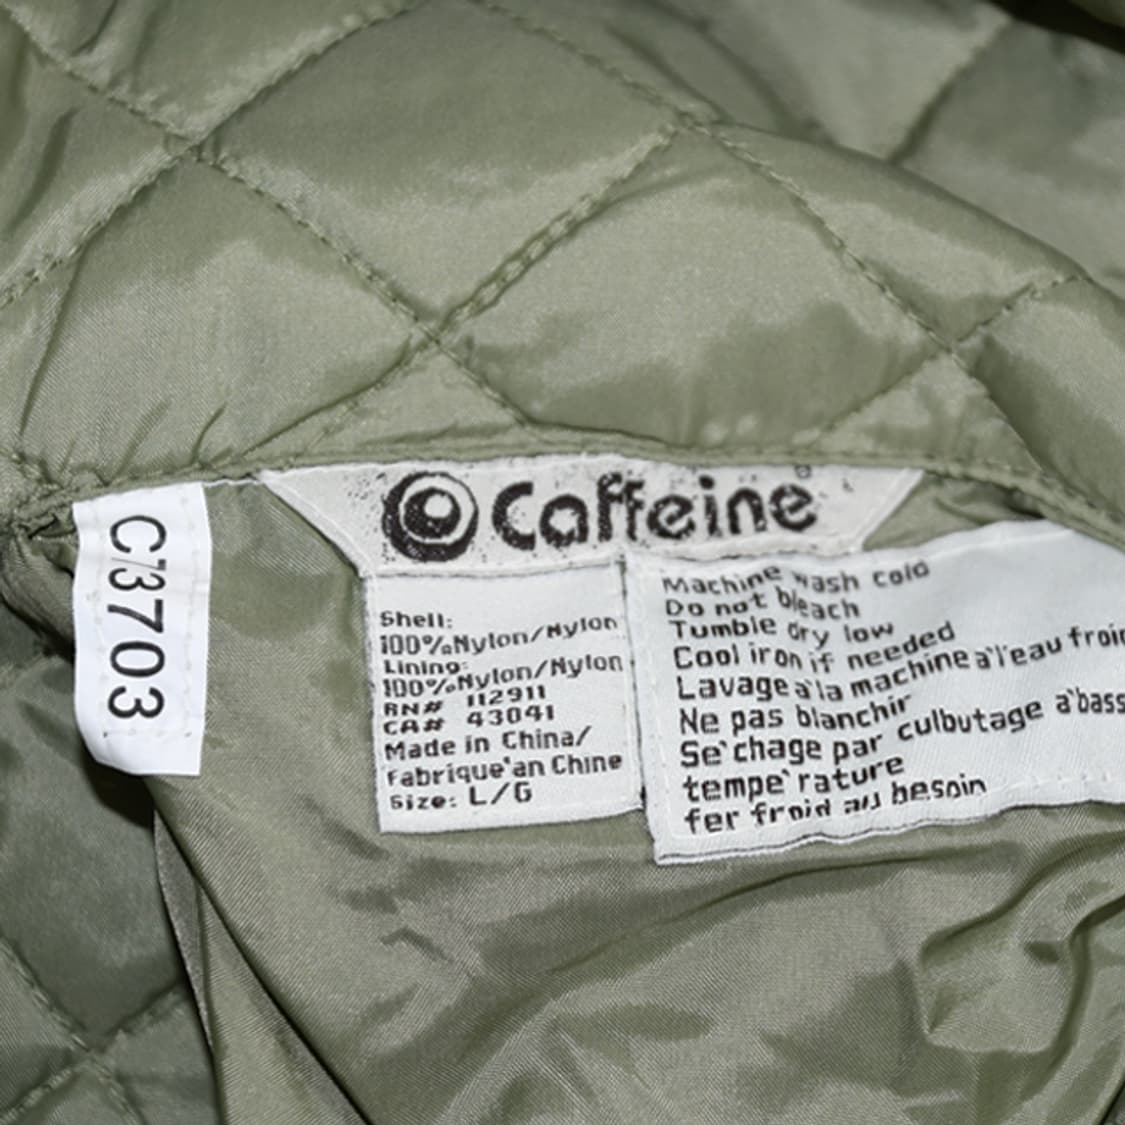 C3703
Caffeine
Shell:
100% Nylon/Nylon
Lining:
100% Nylon/Nylon
RN# 112911
CA# 43041
Made in China/
Fabrique'an Chine
Size: L/G
Machine wash cold
Do not bleach
Tumble dry low
Cool iron if needed
Lavage a`la machine a`l'eau
Ne pas blanchir
Se`chage par culbutage a`bass
tempe`rature
fer froid au besoin